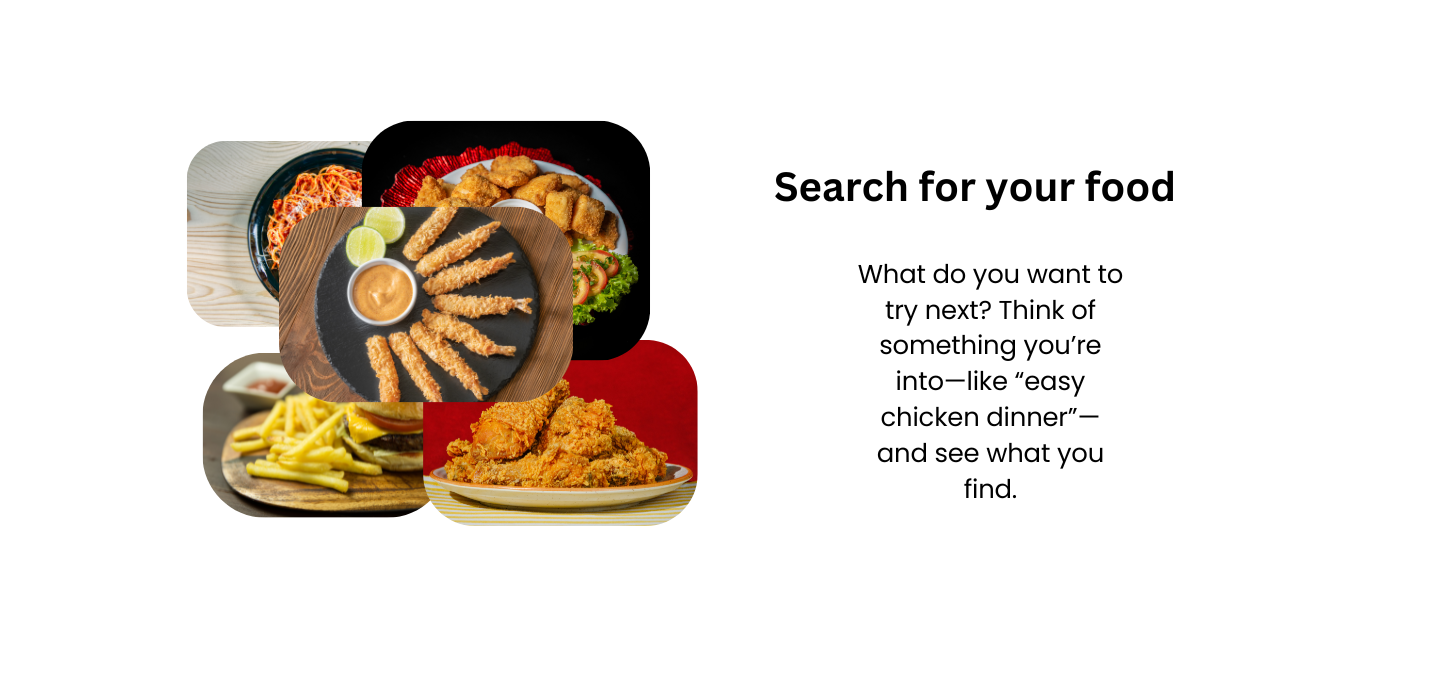 Search for your food
What do you want to
try next? Think of
something you’re
into—like “easy
chicken dinner”—
and see what you
find.